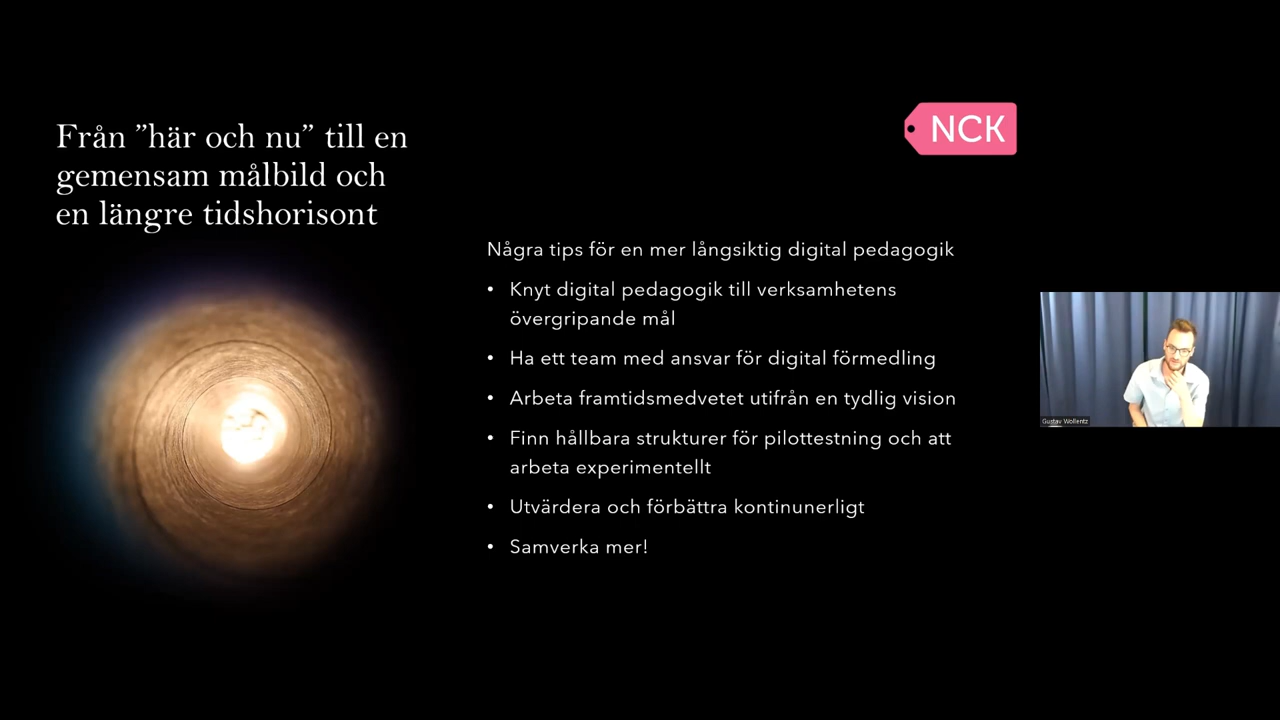 Från ”här och nu” till en
gemensam målbild och
en längre tidshorisont
NCK
Några tips för en mer långsiktig digital pedagogik
• Knyt digital pedagogik till verksamhetens
övergripande mål
• Ha ett team med ansvar för digital förmedling
• Arbeta framtidsmedvetet utifrån en tydlig vision
• Finn hållbara strukturer för pilottestning och att
arbeta experimentellt
• Utvärdera och förbättra kontinunerligt
• Samverka mer!
Gustav Wollentz